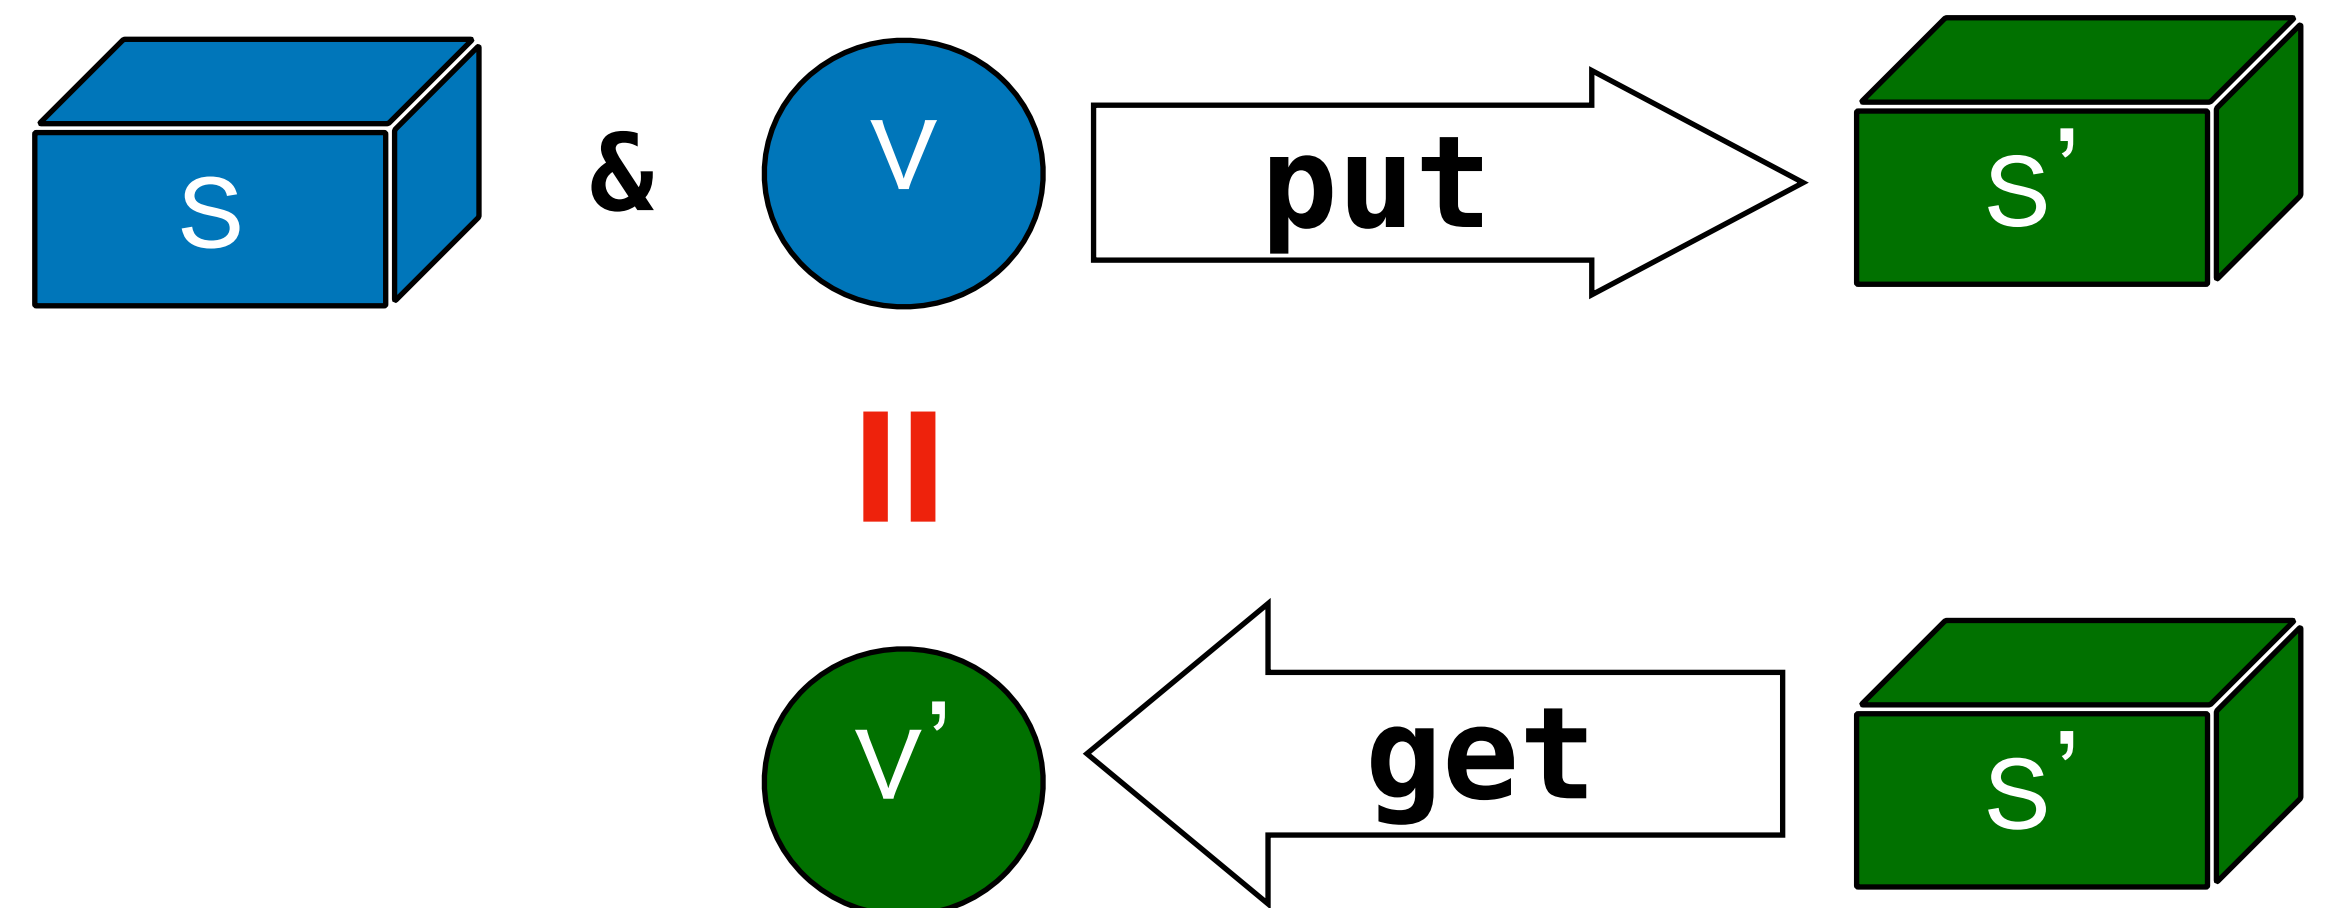 S & V put S’
=
V’ get S’